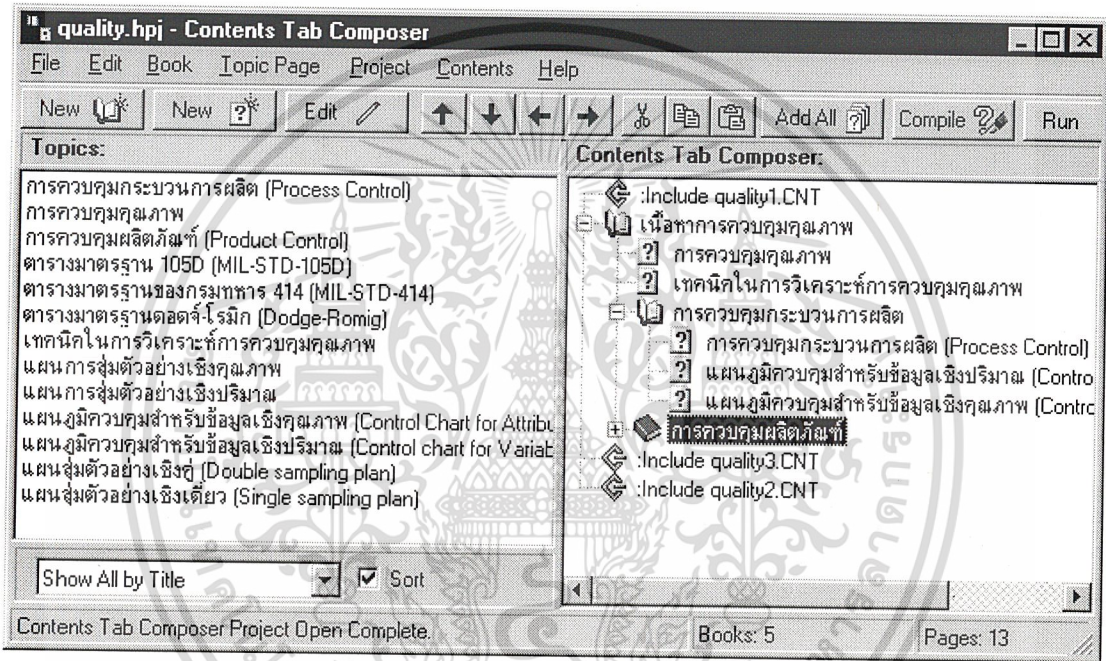 quality.hpj - Contents Tab Composer
File Edit Book Topic Page Project Contents Help
New New Edit Add All Compile Run
Topics:
การควบคุมกระบวนการผลิต (Process Control)
การควบคุมคุณภาพ
การควบคุมผลิตภัณฑ์ (Product Control)
ตารางมาตรฐาน 105D (MIL-STD-105D)
ตารางมาตรฐานของกรมทหาร 414 (MIL-STD-414)
ตารางมาตรฐานดอดจ์-โรมิก (Dodge-Romig)
เทคนิคในการวิเคราะห์การควบคุมคุณภาพ
แผนการสุ่มตัวอย่างเชิงคุณภาพ
แผนการสุ่มตัวอย่างเชิงปริมาณ
แผนภูมิควบคุมสำหรับข้อมูลเชิงคุณภาพ (Control Chart for Attribu
แผนภูมิควบคุมสำหรับข้อมูลเชิงปริมาณ (Control chart for Variab
แผนสุ่มตัวอย่างเชิงคู่ (Double sampling plan)
แผนสุ่มตัวอย่างเชิงเดี่ยว (Single sampling plan)
Show All by Title Sort
Contents Tab Composer:
:Include quality1.CNT
เนื้อหาการควบคุมคุณภาพ
การควบคุมคุณภาพ
เทคนิคในการวิเคราะห์การควบคุมคุณภาพ
การควบคุมกระบวนการผลิต
การควบคุมกระบวนการผลิต (Process Control)
แผนภูมิควบคุมสำหรับข้อมูลเชิงปริมาณ (Contro
แผนภูมิควบคุมสำหรับข้อมูลเชิงคุณภาพ (Contro
การควบคุมผลิตภัณฑ์
:Include quality3.CNT
:Include quality2.CNT
Contents Tab Composer Project Open Complete. Books: 5 Pages: 13